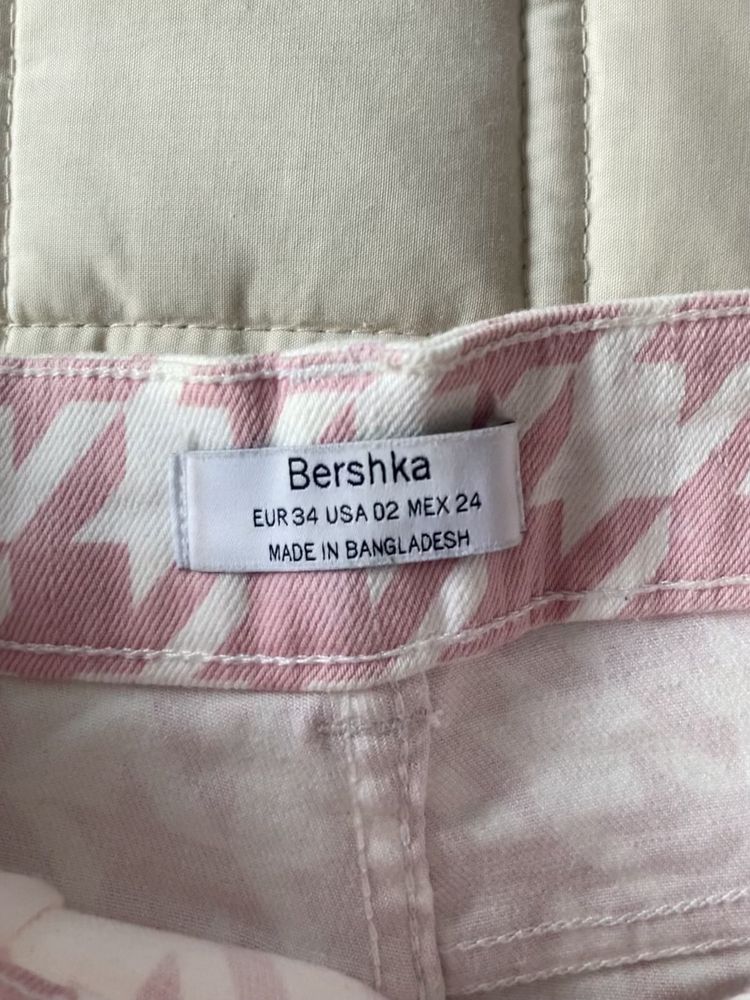 Bershka
EUR 34 USA 02 MEX 24
MADE IN BANGLADESH